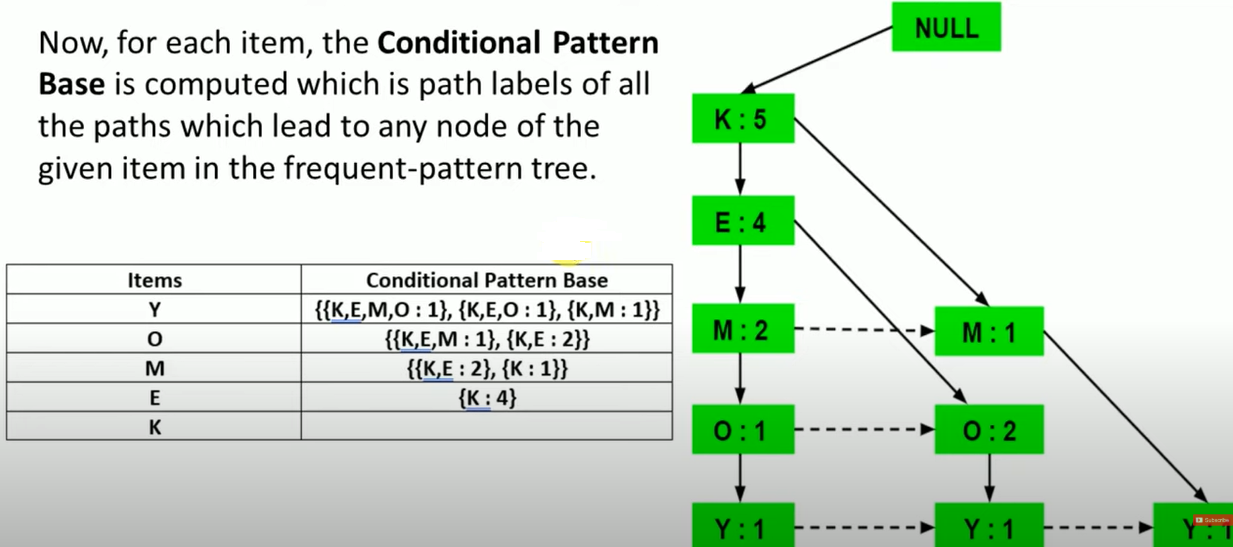 Now, for each item, the Conditional Pattern
Base is computed which is path labels of all
the paths which lead to any node of the
given item in the frequent-pattern tree.
Items Conditional Pattern Base
Y {{K,E,M,O : 1}, {K,E,O : 1}, {K,M : 1}}
O {{K,E,M : 1}, {K,E : 2}}
M {{K,E : 2}, {K : 1}}
E {K : 4}
K
NULL
K : 5
E : 4
M : 2 M : 1
O : 1 O : 2
Y : 1 Y : 1 Y : 1
Subscribe